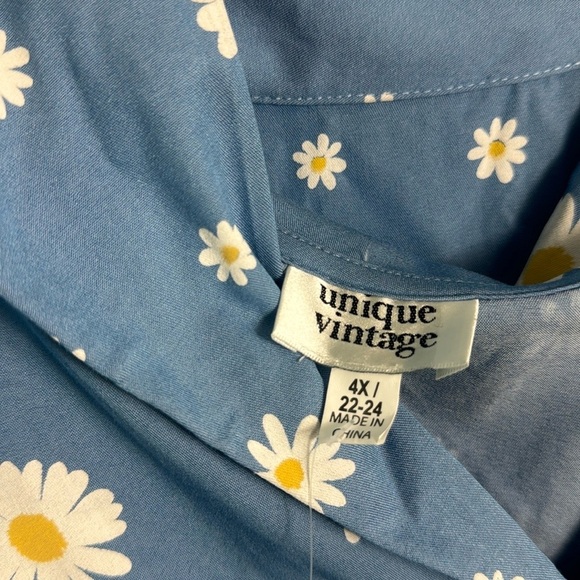 unique
vintage
4X |
22-24
MADE IN
CHINA